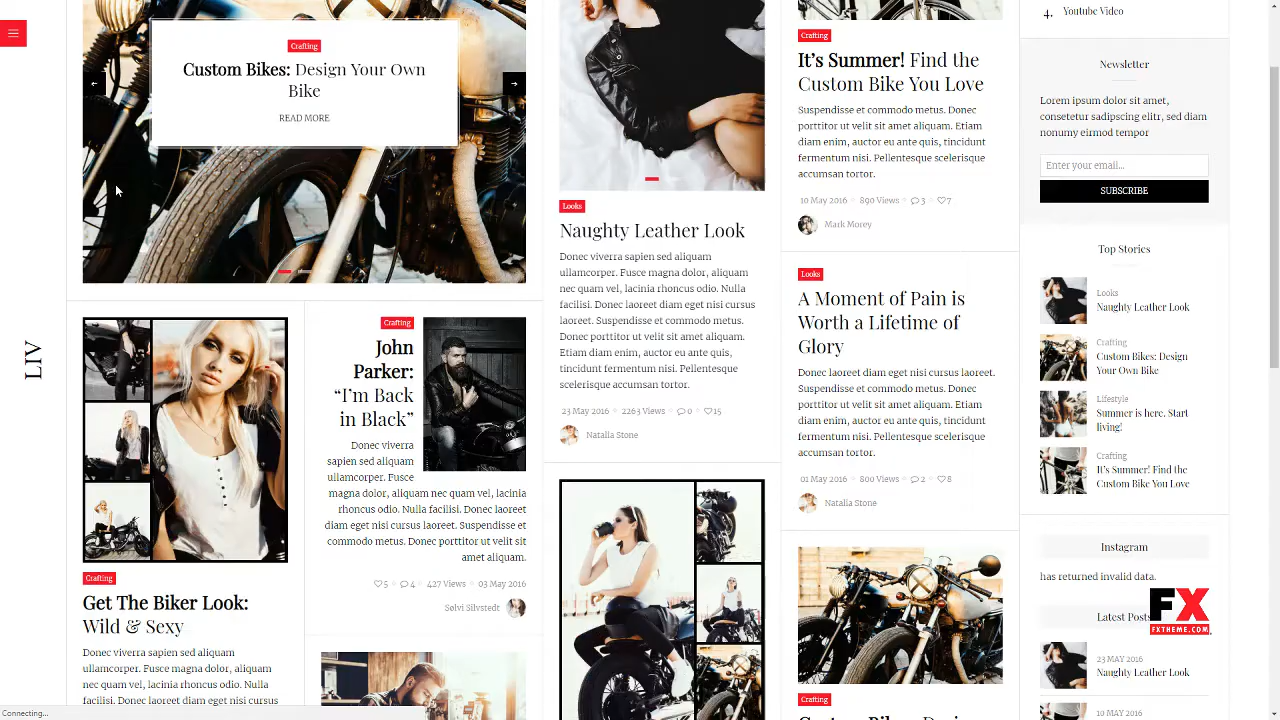 LIV
Crafting
Custom Bikes: Design Your Own
Bike
READ MORE
Crafting
Get The Biker Look:
Wild & Sexy
Donec viverra sapien sed aliquam
ullamcorper. Fusce magna dolor, aliquam
nec quam vel, lacinia rhoncus odio. Nulla
facilisi. Donec laoreet diam eget nisi cursus
Crafting
John
Parker:
“I’m Back
in Black”
Donec viverra
sapien sed aliquam
ullamcorper. Fusce
magna dolor, aliquam nec quam vel, lacinia
rhoncus odio. Nulla facilisi. Donec laoreet
diam eget nisi cursus laoreet. Suspendisse et
commodo metus. Donec porttitor ut velit sit
amet aliquam.
5 4 427 Views 03 May 2016
Sølvi Silvstedt
Looks
Naughty Leather Look
Donec viverra sapien sed aliquam
ullamcorper. Fusce magna dolor, aliquam
nec quam vel, lacinia rhoncus odio. Nulla
facilisi. Donec laoreet diam eget nisi cursus
laoreet. Suspendisse et commodo metus.
Donec porttitor ut velit sit amet aliquam.
Etiam diam enim, auctor eu ante quis,
tincidunt fermentum nisi. Pellentesque
scelerisque accumsan tortor.
23 May 2016 2263 Views 0 15
Natalia Stone
Crafting
It’s Summer! Find the
Custom Bike You Love
Suspendisse et commodo metus. Donec
porttitor ut velit sit amet aliquam. Etiam
diam enim, auctor eu ante quis, tincidunt
fermentum nisi. Pellentesque scelerisque
accumsan tortor.
10 May 2016 890 Views 3 7
Mark Morey
Looks
A Moment of Pain is
Worth a Lifetime of
Glory
Donec laoreet diam eget nisi cursus laoreet.
Suspendisse et commodo metus. Donec
porttitor ut velit sit amet aliquam. Etiam
diam enim, auctor eu ante quis, tincidunt
fermentum nisi. Pellentesque scelerisque
accumsan tortor.
01 May 2016 800 Views 2 8
Natalia Stone
Crafting
Youtube Video
Newsletter
Lorem ipsum dolor sit amet,
consetetur sadipscing elitr, sed diam
nonumy eirmod tempor
Enter your email...
SUBSCRIBE
Top Stories
Looks
Naughty Leather Look
Crafting
Custom Bikes: Design
Your Own Bike
Lifestyle
Summer is here. Start
living!
Crafting
It’s Summer! Find the
Custom Bike You Love
Instagram
has returned invalid data.
FX
FXTHEME.COM
Latest Posts
23 MAY 2016
Naughty Leather Look
10 MAY 2016
Connecting...